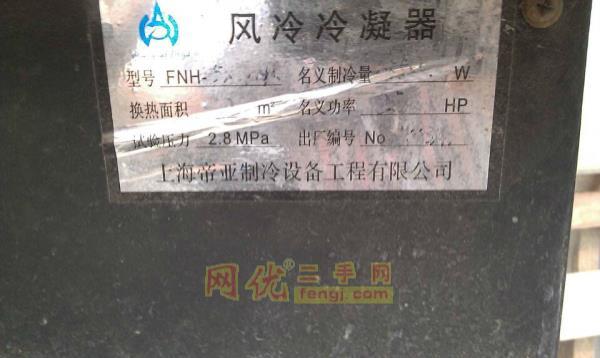 风冷冷凝器
型号 FNH- 名义制冷量 W
换热面积 m² 名义功率 HP
试验压力 2.8MPa 出厂编号 No
上海帝亚制冷设备工程有限公司
网优®二手网
fengj.com